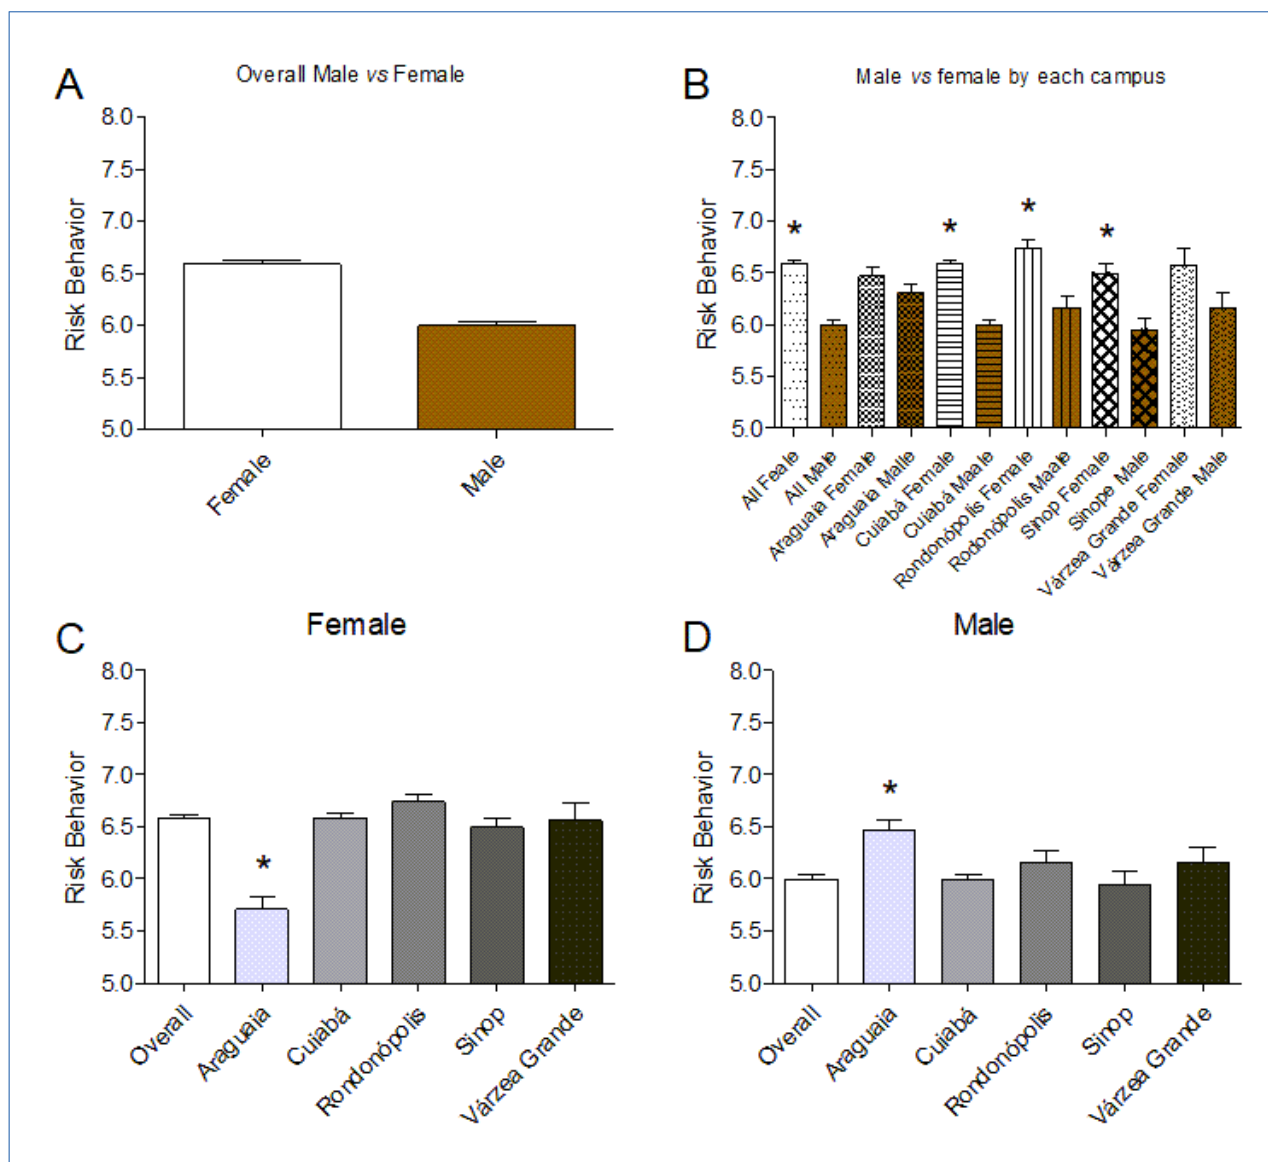 A
Overall Male vs Female
Risk Behavior
8.0
7.5
7.0
6.5
6.0
5.5
5.0
Female
Male
B
Male vs female by each campus
Risk Behavior
8.0
7.5
7.0
6.5
6.0
5.5
5.0
*
*
*
*
All Feale
All Male
Araguaia Female
Araguaia Malle
Cuiabá Female
Cuiabá Maale
Rondonópolis Female
Rodonópolis Maale
Sinop Female
Sinope Male
Várzea Grande Female
Várzea Grande Male
C
Female
Risk Behavior
8.0
7.5
7.0
6.5
6.0
5.5
5.0
*
Overall
Araguaia
Cuiabá
Rondonópolis
Sinop
Várzea Grande
D
Male
Risk Behavior
8.0
7.5
7.0
6.5
6.0
5.5
5.0
*
Overall
Araguaia
Cuiabá
Rondonópolis
Sinop
Várzea Grande